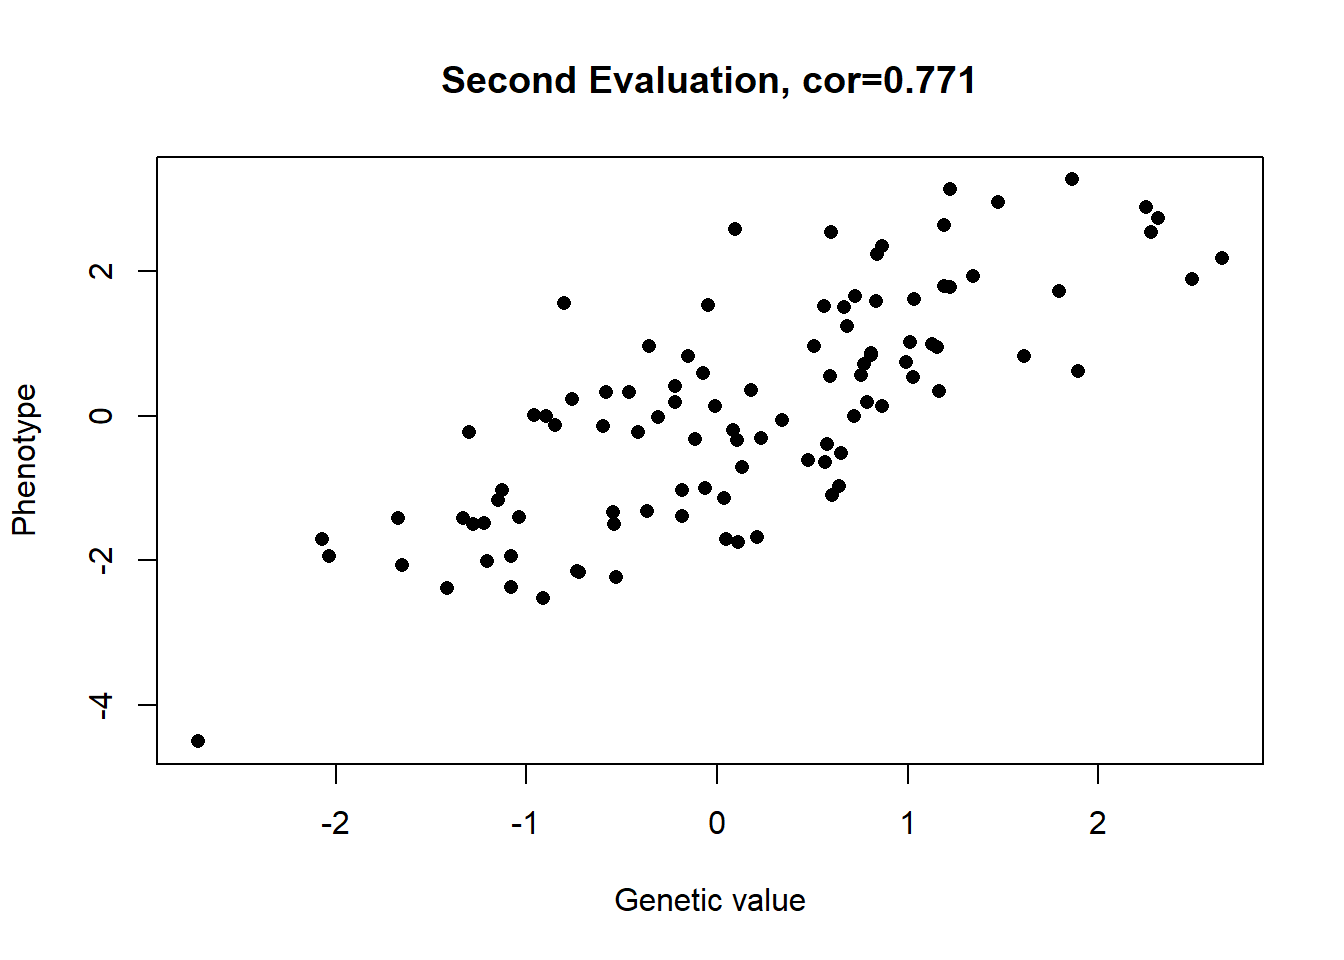 Second Evaluation, cor=0.771
Phenotype
2
0
-2
-4
-2 -1 0 1 2
Genetic value